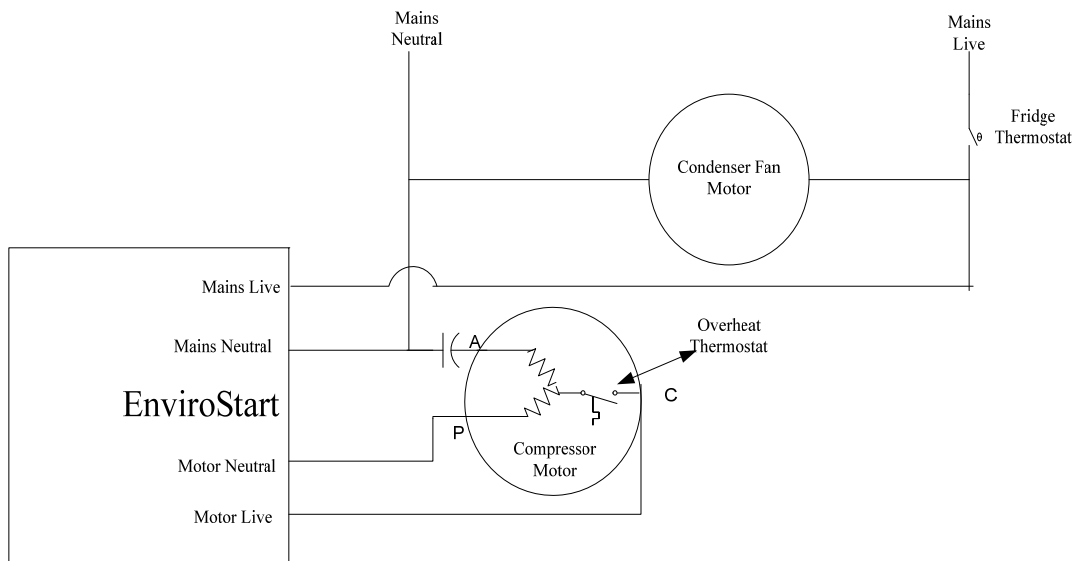 Mains
Neutral
Mains
Live
Fridge
Thermostat
θ
Condenser Fan
Motor
Mains Live
Mains Neutral
A
Overheat
Thermostat
EnviroStart
C
P
Compressor
Motor
Motor Neutral
Motor Live